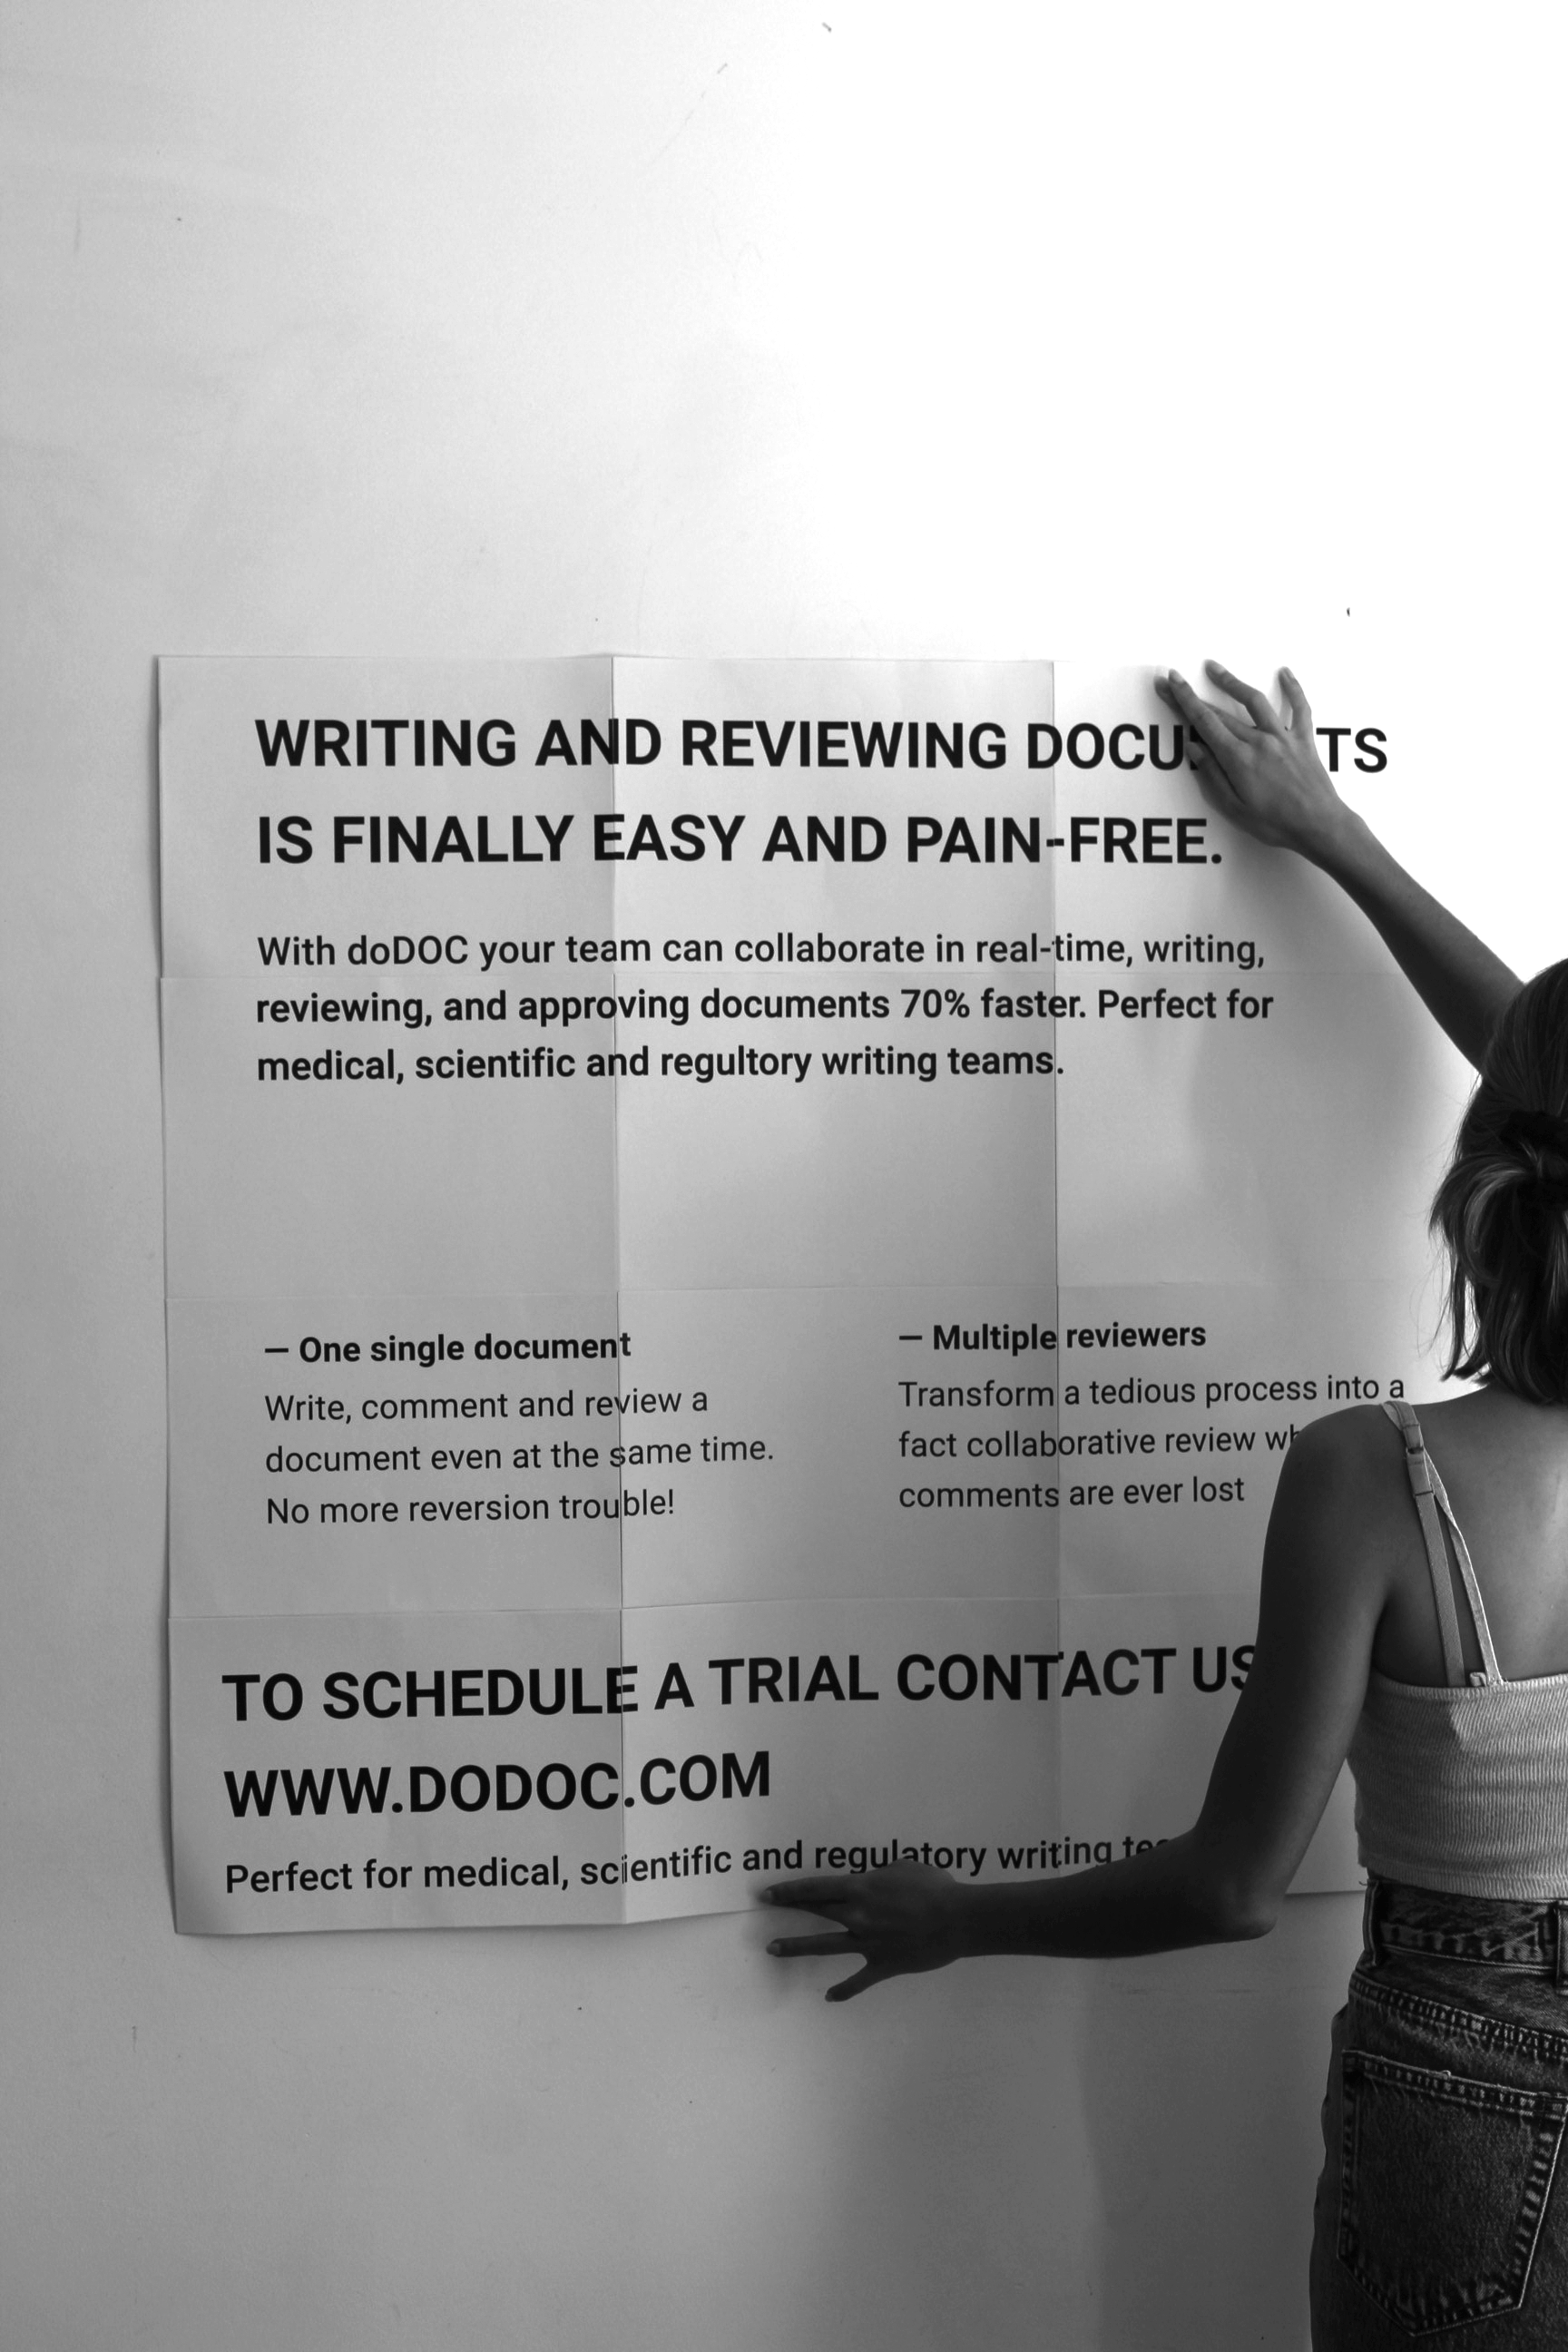 WRITING AND REVIEWING DOCUMENTS
IS FINALLY EASY AND PAIN-FREE.
With doDOC your team can collaborate in real-time, writing,
reviewing, and approving documents 70% faster. Perfect for
medical, scientific and regultory writing teams.
— One single document
Write, comment and review a
document even at the same time.
No more reversion trouble!
— Multiple reviewers
Transform a tedious process into a
fact collaborative review
comments are ever lost
TO SCHEDULE A TRIAL CONTACT US
WWW.DODOC.COM
Perfect for medical, scientific and regulatory writing